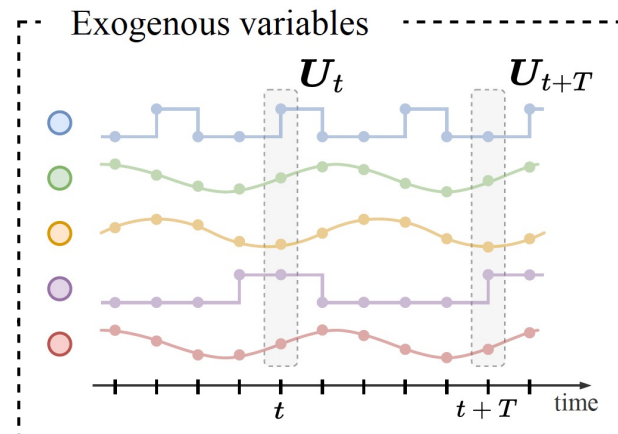 Exogenous variables
U_t
U_{t+T}
t
t + T
time